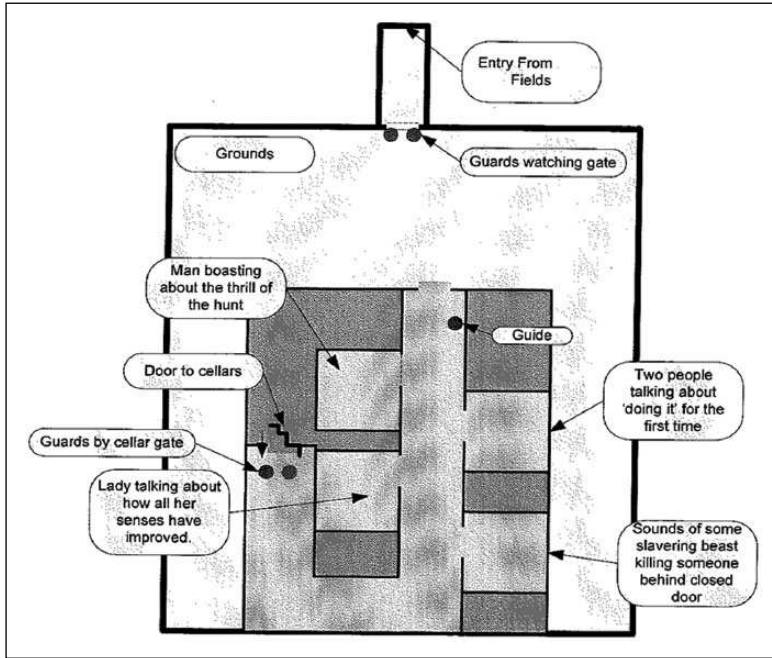 Entry From
Fields
Grounds
Guards watching gate
Man boasting
about the thrill of
the hunt
Guide
Door to cellars
Two people
talking about
'doing it' for the
first time
Guards by cellar gate
Lady talking about
how all her
senses have
improved.
Sounds of some
slavering beast
killing someone
behind closed
door